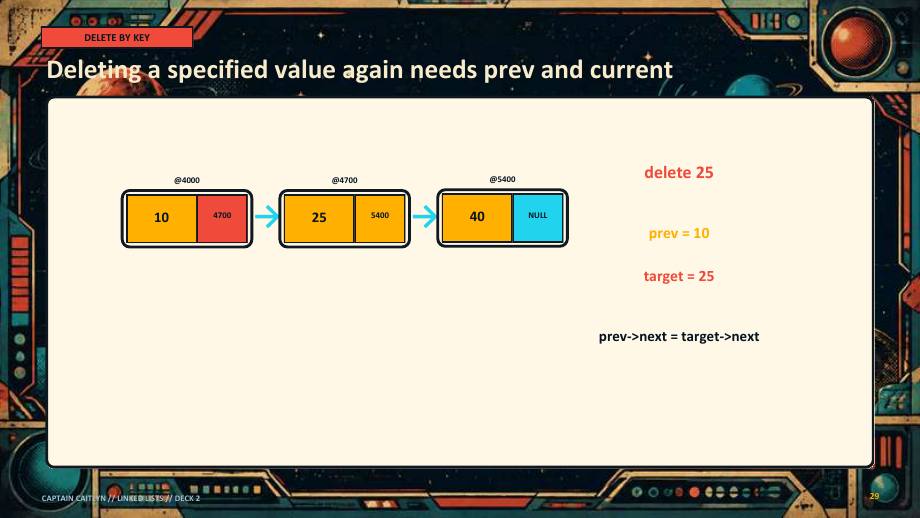 DELETE BY KEY
Deleting a specified value again needs prev and current
@4000
@4700
@5400
10
4700
25
5400
40
NULL
delete 25
prev = 10
target = 25
prev->next = target->next
CAPTAIN CAITLYN // LINKED LISTS // DECK 2
29